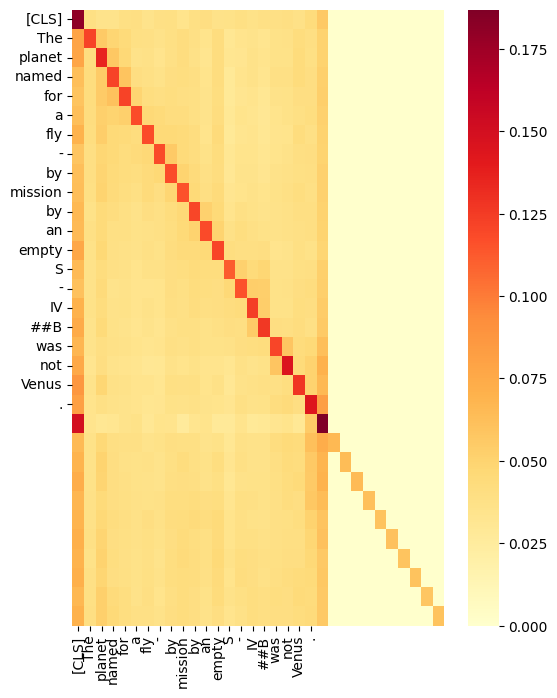 [CLS]
The
planet
named
for
a
fly
-
by
mission
by
an
empty
S
-
IV
##B
was
not
Venus
.
0.175
0.150
0.125
0.100
0.075
0.050
0.025
0.000
[CLS]
The
planet
named
for
a
fly
-
by
mission
by
an
empty
S
-
IV
##B
was
not
Venus
.